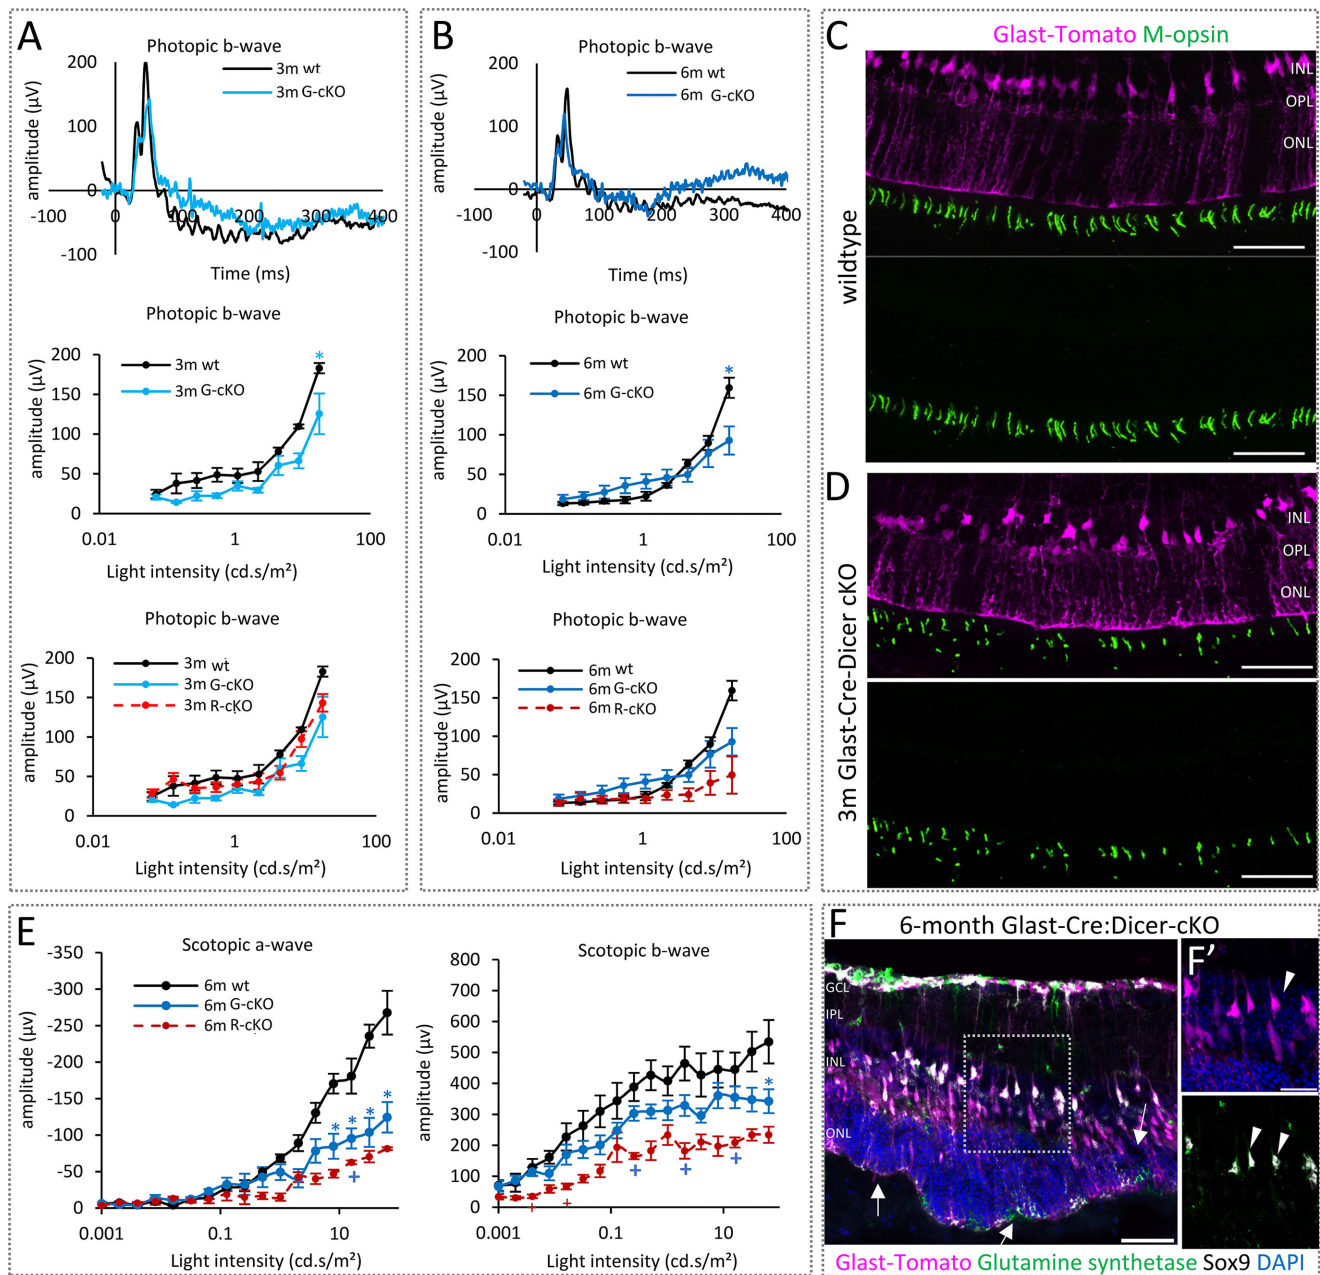 A
Photopic b-wave
3m wt
3m G-cKO
amplitude (µV)
200
100
0
-100
-100 0 100 200 300 400
Time (ms)
Photopic b-wave
3m wt
3m G-cKO
*
amplitude (µV)
200
150
100
50
0
0.01 1 100
Light intensity (cd.s/m²)
Photopic b-wave
3m wt
3m G-cKO
3m R-cKO
amplitude (µV)
200
150
100
50
0
0.01 1 100
Light intensity (cd.s/m²)
B
Photopic b-wave
6m wt
6m G-cKO
amplitude (µV)
200
100
0
-100
-100 0 100 200 300 400
Time (ms)
Photopic b-wave
6m wt
6m G-cKO
*
amplitude (µV)
200
150
100
50
0
0.01 1 100
Light intensity (cd.s/m²)
Photopic b-wave
6m wt
6m G-cKO
6m R-cKO
amplitude (µV)
200
150
100
50
0
0.01 1 100
Light intensity (cd.s/m²)
C
Glast-Tomato M-opsin
INL
OPL
ONL
wildtype
D
INL
OPL
ONL
3m Glast-Cre-Dicer cKO
E
Scotopic a-wave
6m wt
6m G-cKO
6m R-cKO
amplitude (µv)
-350
-300
-250
-200
-150
-100
-50
0
* * * *
+
0.001 0.1 10
Light intensity (cd.s/m²)
Scotopic b-wave
6m wt
6m G-cKO
6m R-cKO
amplitude (µv)
800
700
600
500
400
300
200
100
0
*
+ + + + +
0.001 0.1 10
Light intensity (cd.s/m²)
F
6-month Glast-Cre:Dicer-cKO
GCL
IPL
INL
ONL
F'
Glast-Tomato Glutamine synthetase Sox9 DAPI